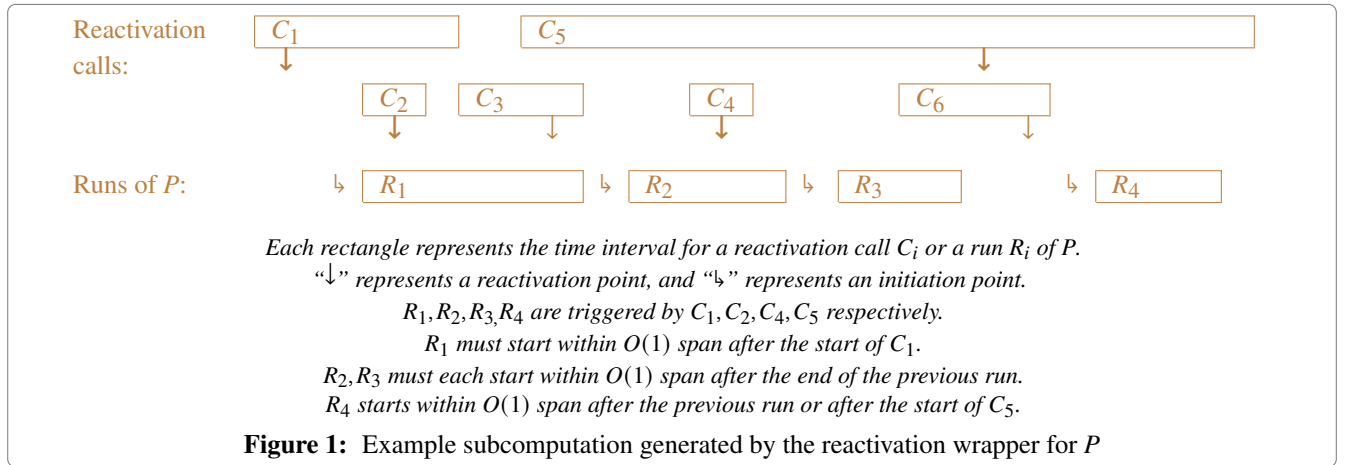 Reactivation
calls:
C1
C5
C2
C3
C4
C6
Runs of P:
↳ R1 ↳ R2 ↳ R3 ↳ R4
Each rectangle represents the time interval for a reactivation call Ci or a run Ri of P.
“↓” represents a reactivation point, and “↳” represents an initiation point.
R1,R2,R3,R4 are triggered by C1,C2,C4,C5 respectively.
R1 must start within O(1) span after the start of C1.
R2,R3 must each start within O(1) span after the end of the previous run.
R4 starts within O(1) span after the previous run or after the start of C5.
Figure 1: Example subcomputation generated by the reactivation wrapper for P